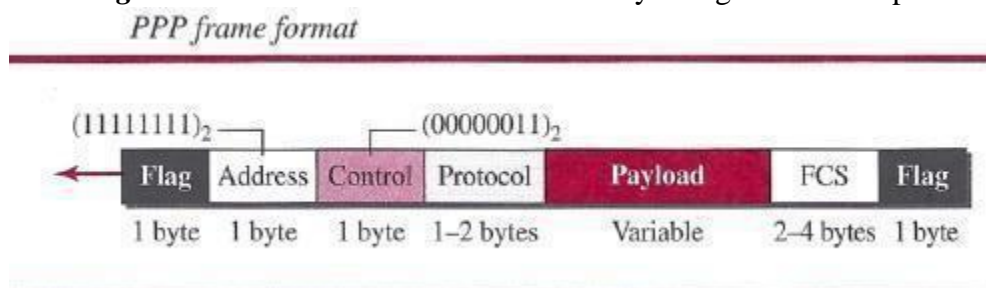 PPP frame format
(11111111)2 (00000011)2
Flag Address Control Protocol Payload FCS Flag
1 byte 1 byte 1 byte 1–2 bytes Variable 2–4 bytes 1 byte